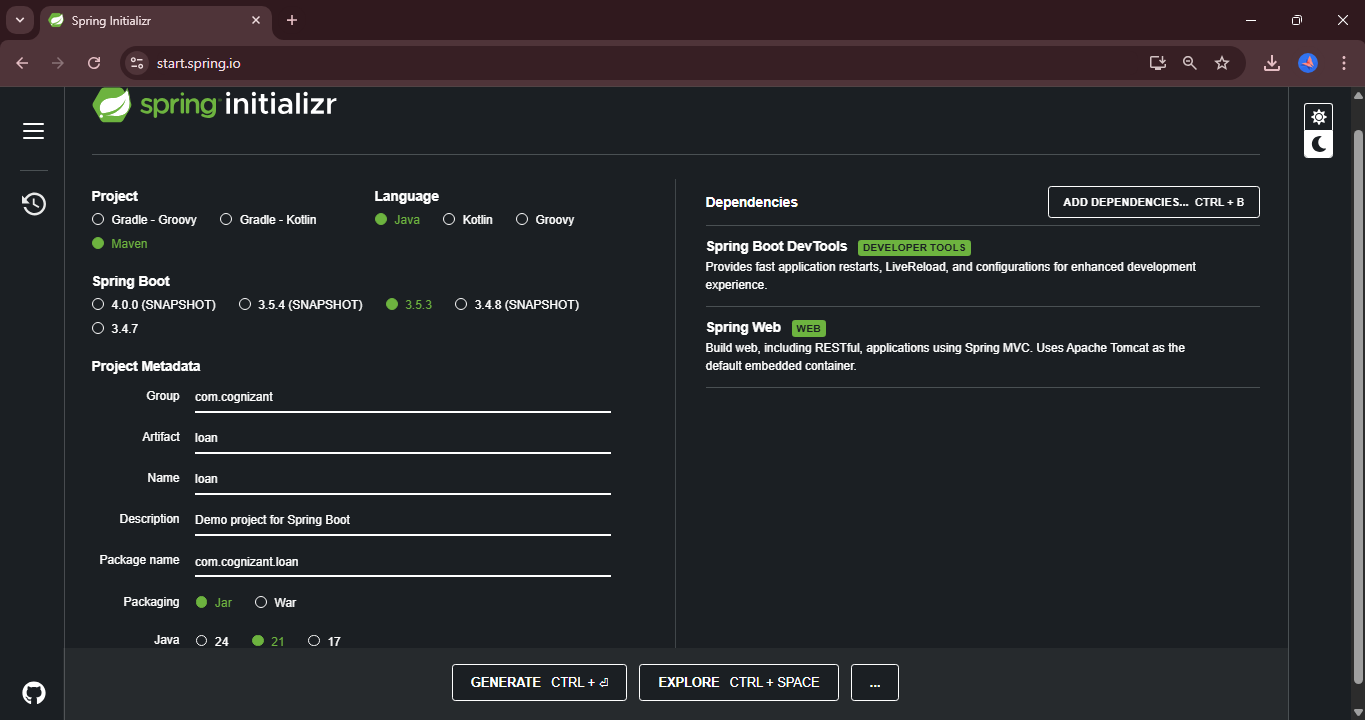 Spring Initializr
start.spring.io
spring initializr
Project
Gradle - Groovy
Gradle - Kotlin
Maven
Language
Java
Kotlin
Groovy
Spring Boot
4.0.0 (SNAPSHOT)
3.5.4 (SNAPSHOT)
3.5.3
3.4.8 (SNAPSHOT)
3.4.7
Project Metadata
Group com.cognizant
Artifact loan
Name loan
Description Demo project for Spring Boot
Package name com.cognizant.loan
Packaging Jar War
Java 24 21 17
Dependencies
ADD DEPENDENCIES... CTRL + B
Spring Boot DevTools DEVELOPER TOOLS
Provides fast application restarts, LiveReload, and configurations for enhanced development
experience.
Spring Web WEB
Build web, including RESTful, applications using Spring MVC. Uses Apache Tomcat as the
default embedded container.
GENERATE CTRL + ⏎
EXPLORE CTRL + SPACE
...